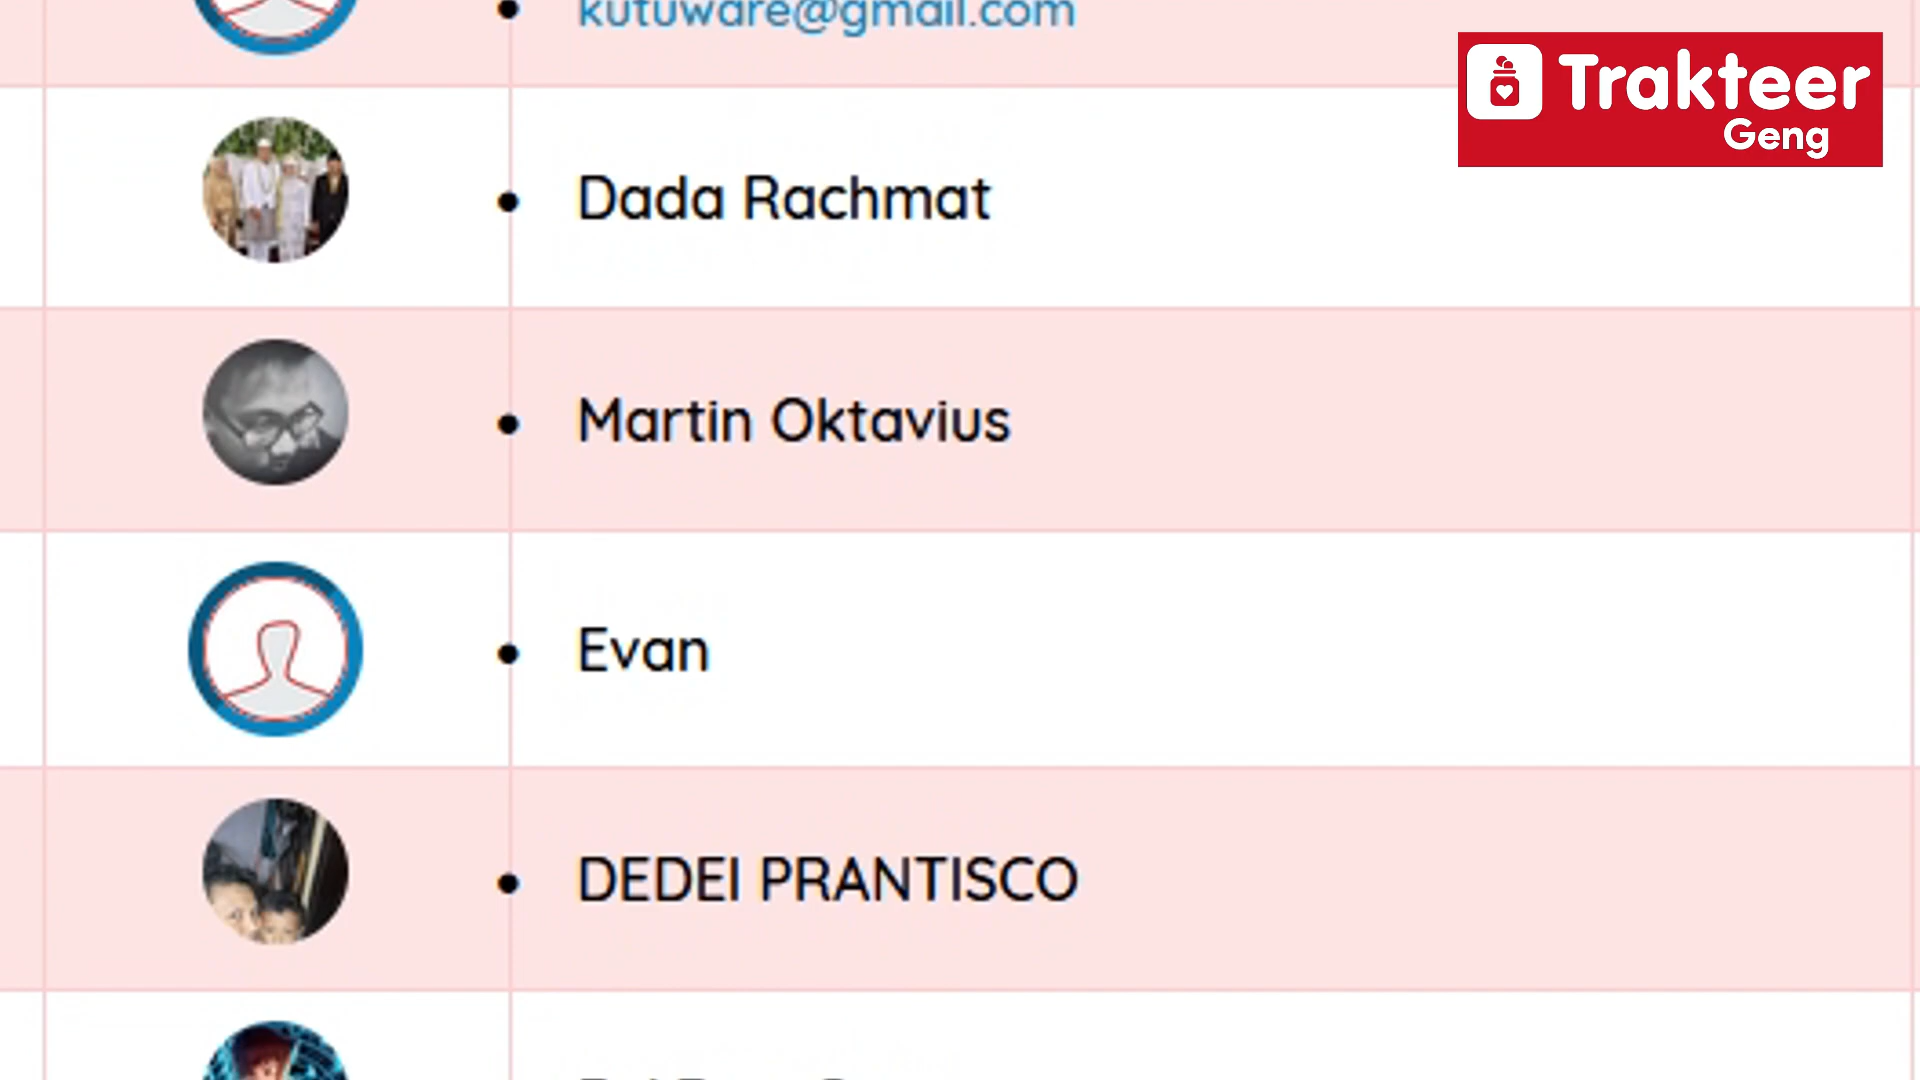 kutuware@gmail.com
Trakteer
Geng
Dada Rachmat
Martin Oktavius
Evan
DEDEI PRANTISCO